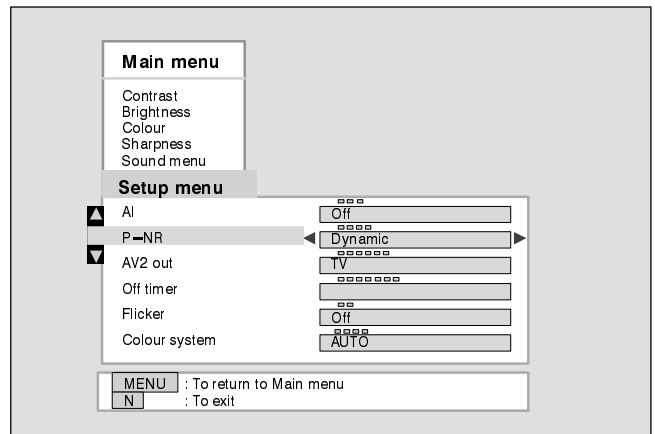 Main menu
Contrast
Brightness
Colour
Sharpness
Sound menu
Setup menu
AI Off
P–NR Dynamic
AV2 out TV
Off timer
Flicker Off
Colour system AUTO
MENU : To return to Main menu
N : To exit